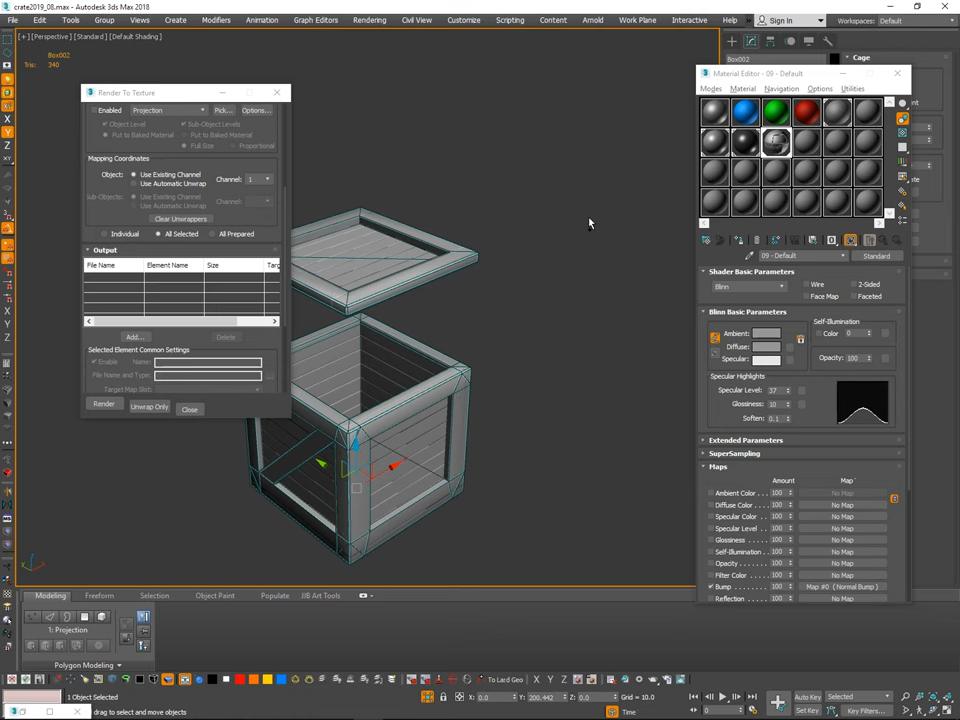 crate2019_08.max - Autodesk 3ds Max 2018
File Edit Tools Group Views Create Modifiers Animation Graph Editors Rendering Civil View Customize Scripting Content Arnold Work Plane Interactive Sign In Workspaces: Default
[+] [Perspective] [Standard] [Default Shading]
Box002
Tris: 340
Render To Texture
Enabled Projection Pick... Options...
Object Level Sub-Object Levels
Put to Baked Material Put to Baked Material
Full Size Proportional
Mapping Coordinates
Object: Use Existing Channel Channel: 1
Use Automatic Unwrap
Sub-Objects: Use Existing Channel Channel:
Use Automatic Unwrap
Clear Unwrappers
Individual All Selected All Prepared
Output
File Name Element Name Size Targ
Add... Delete
Selected Element Common Settings
Enable Name:
File Name and Type: ...
Target Map Slot:
Render Unwrap Only Close
Box002
Cage
Material Editor - 09 - Default
Modes Material Navigation Options Utilities
09 - Default Standard
Shader Basic Parameters
Blinn Wire 2-Sided
Face Map Faceted
Blinn Basic Parameters
Self-Illumination
Ambient: Color 0
Diffuse:
Specular: Opacity: 100
Specular Highlights
Specular Level: 37
Glossiness: 10
Soften: 0.1
Extended Parameters
SuperSampling
Maps
Amount Map
Ambient Color . . . 100 No Map
Diffuse Color . . . . 100 No Map
Specular Color . . . 100 No Map
Specular Level . . . 100 No Map
Glossiness . . . . . 100 No Map
Self-Illumination . . 100 No Map
Opacity . . . . . . . 100 No Map
Filter Color . . . . . 100 No Map
Bump . . . . . . . . 100 Map #0 ( Normal Bump )
Reflection . . . . . 100 No Map
Modeling Freeform Selection Object Paint Populate JIB Art Tools
1: Projection
Polygon Modeling
To Lard Geo X Y Z
1 Object Selected
drag to select and move objects
X: 0.0 Y: 200.442 Z: 0.0 Grid = 10.0
Time
0
Auto Key Selected
Set Key Key Filters...